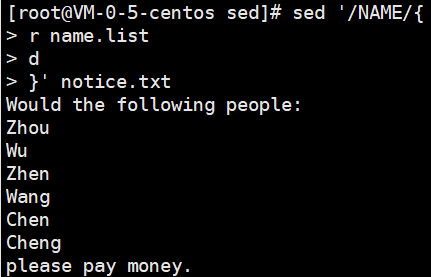 [root@VM-0-5-centos sed]# sed '/NAME/{
> r name.list
> d
> }' notice.txt
Would the following people:
Zhou
Wu
Zhen
Wang
Chen
Cheng
please pay money.